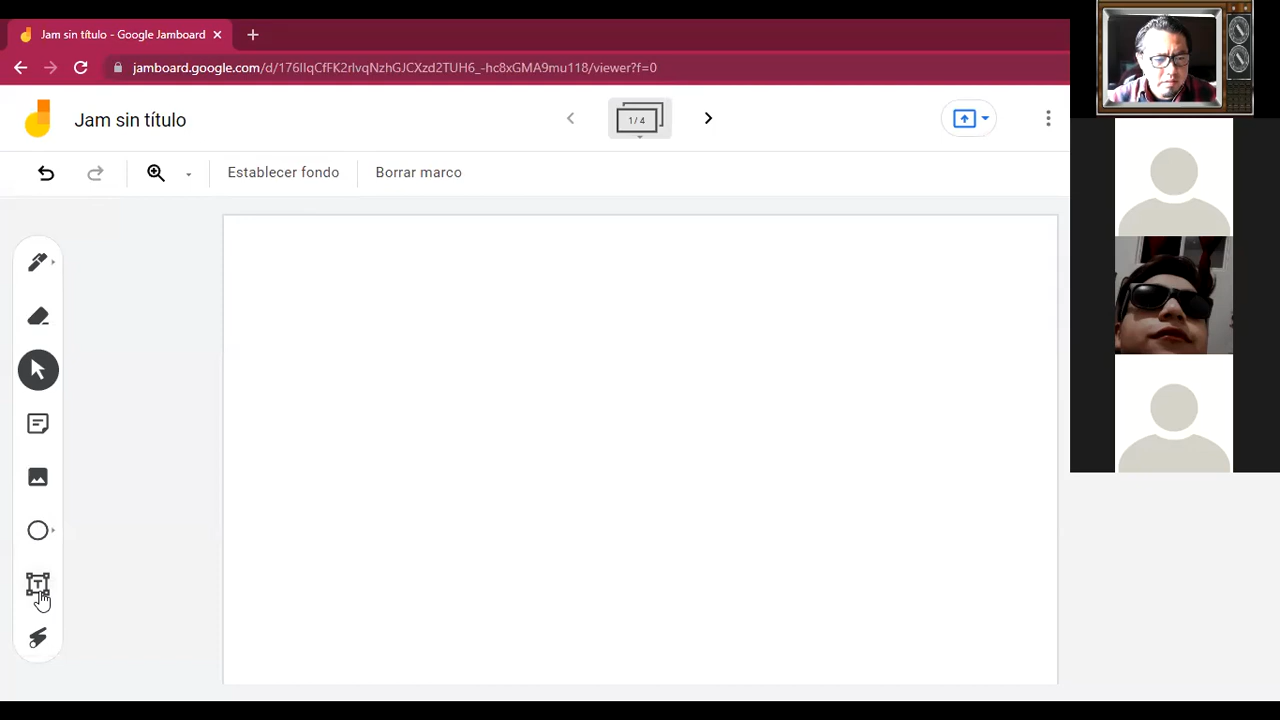 Jam sin título - Google Jamboard
jamboard.google.com/d/176IIqCfFK2rlvqNzhGJCXzd2TUH6_-hc8xGMA9mu118/viewer?f=0
Jam sin título
1/4
Establecer fondo
Borrar marco
T